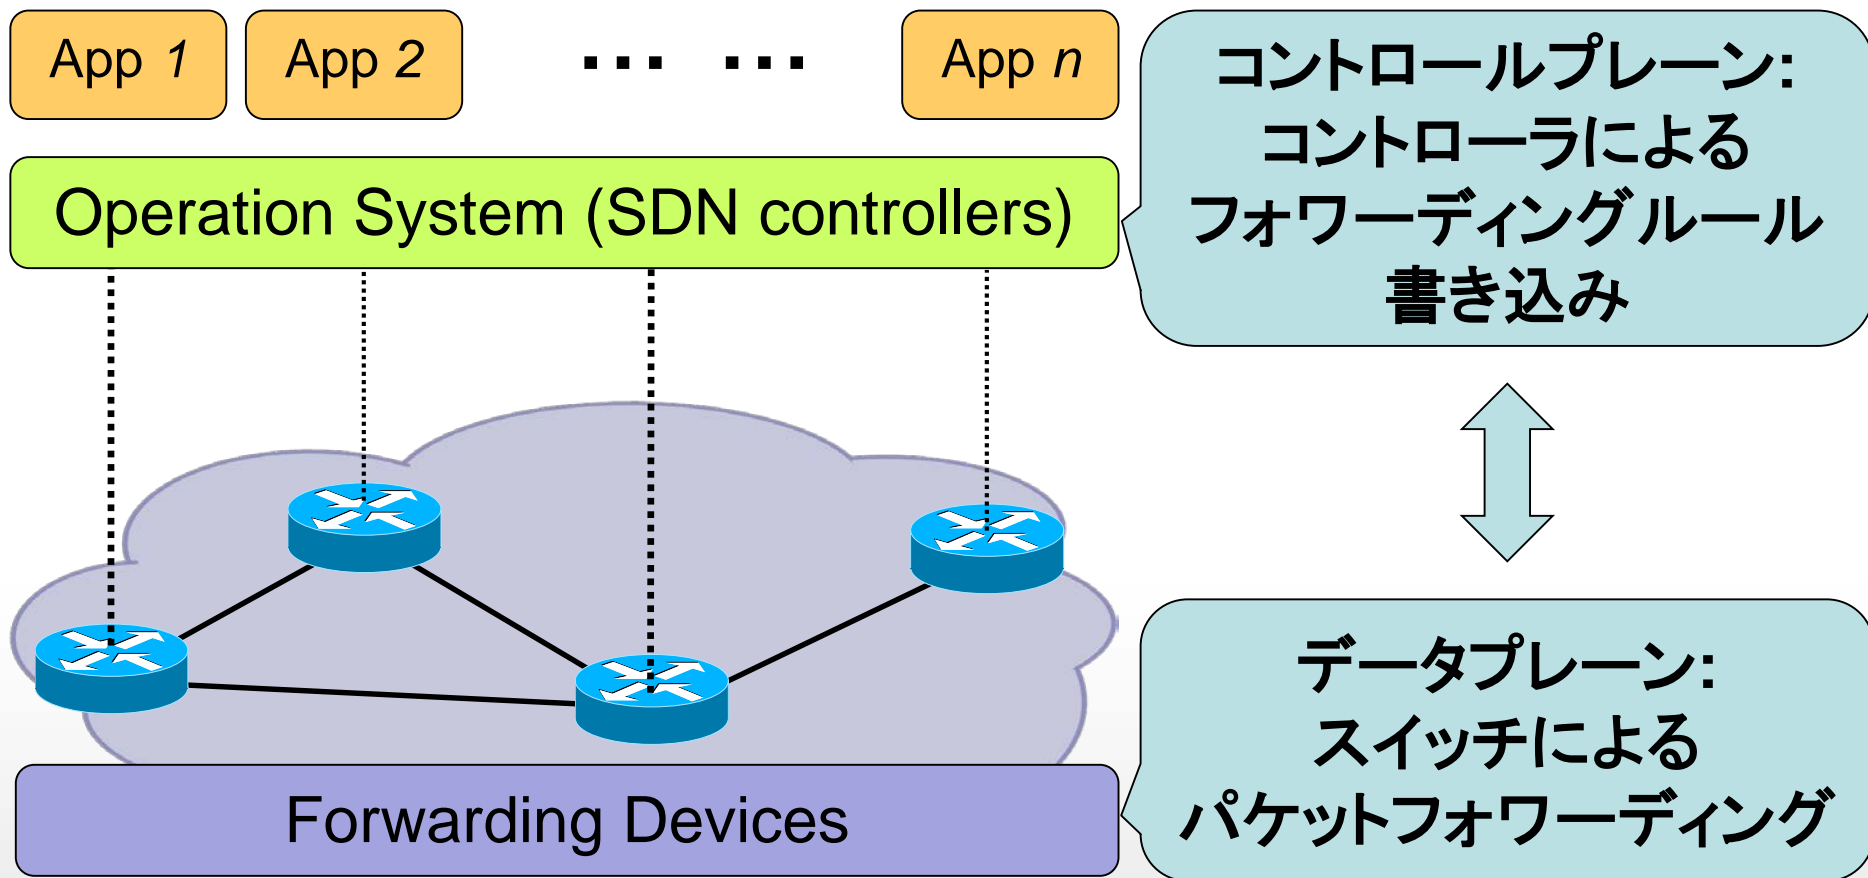 App 1
App 2
... ...
App n
Operation System (SDN controllers)
コントロールプレーン:
コントローラによる
フォワーディングルール
書き込み
データプレーン:
スイッチによる
パケットフォワーディング
Forwarding Devices